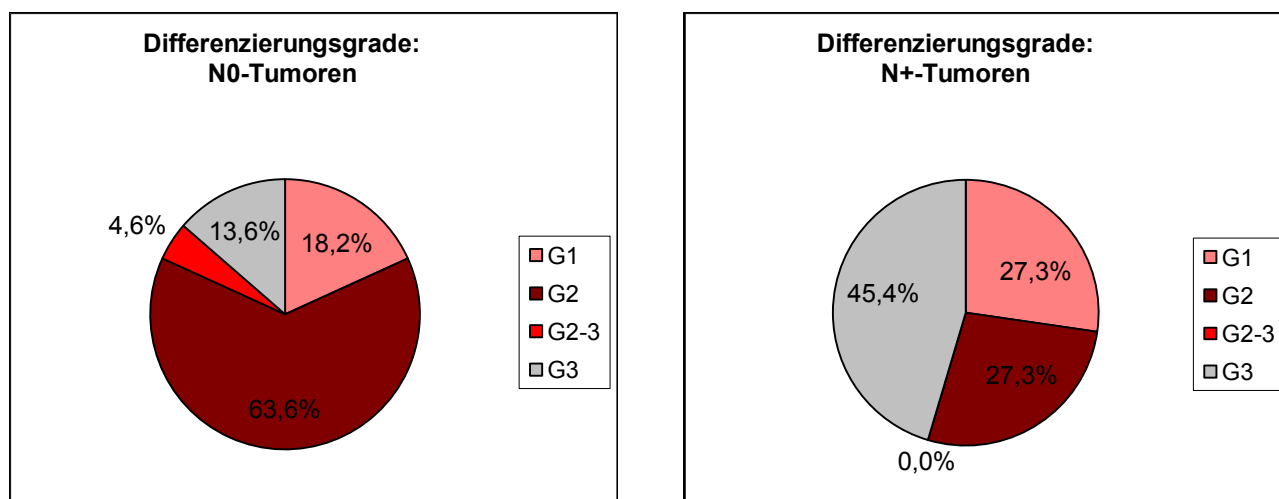 Differenzierungsgrade:
N0-Tumoren
4,6%
13,6%
18,2%
63,6%
G1
G2
G2-3
G3
Differenzierungsgrade:
N+-Tumoren
27,3%
45,4%
27,3%
0,0%
G1
G2
G2-3
G3